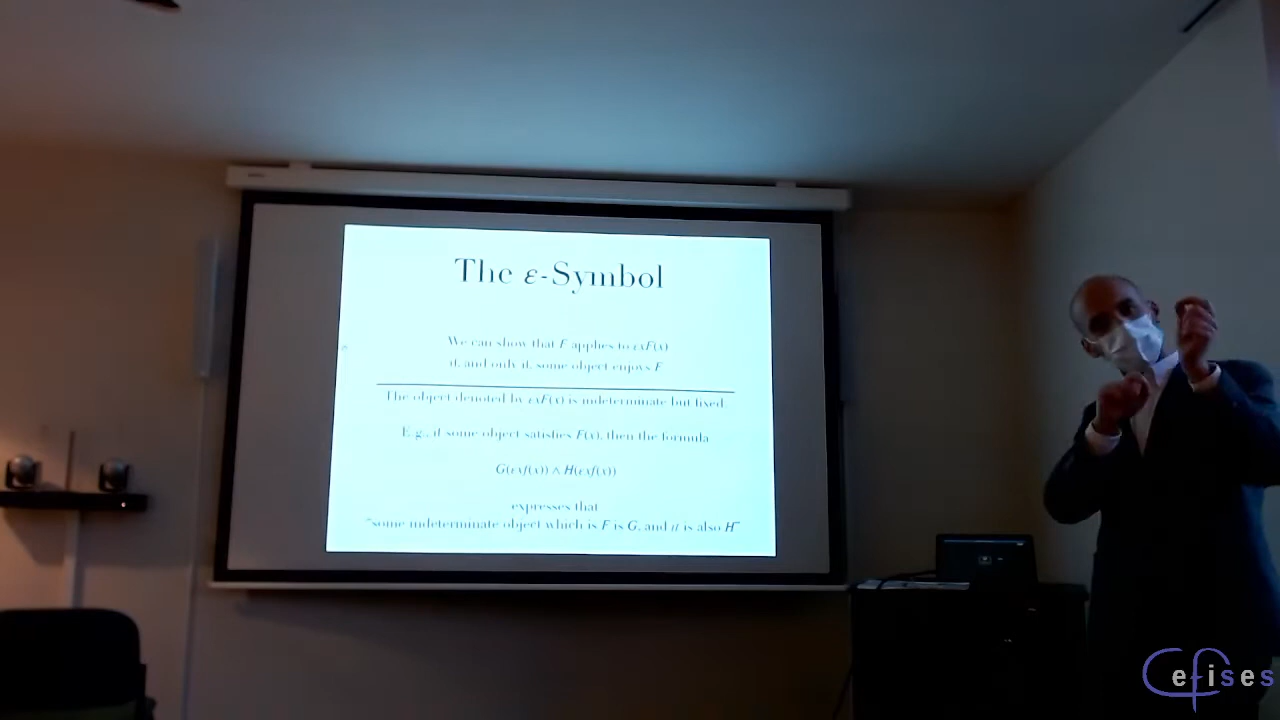 The ε-Symbol
We can show that F applies to εxF(x)
if, and only if, some object enjoys F
The object denoted by εxF(x) is indeterminate but fixed.
E.g., if some object satisfies F(x), then the formula
G(εxf(x)) ∧ H(εxf(x))
expresses that
"some indeterminate object which is F is G, and it is also H"
Cefises